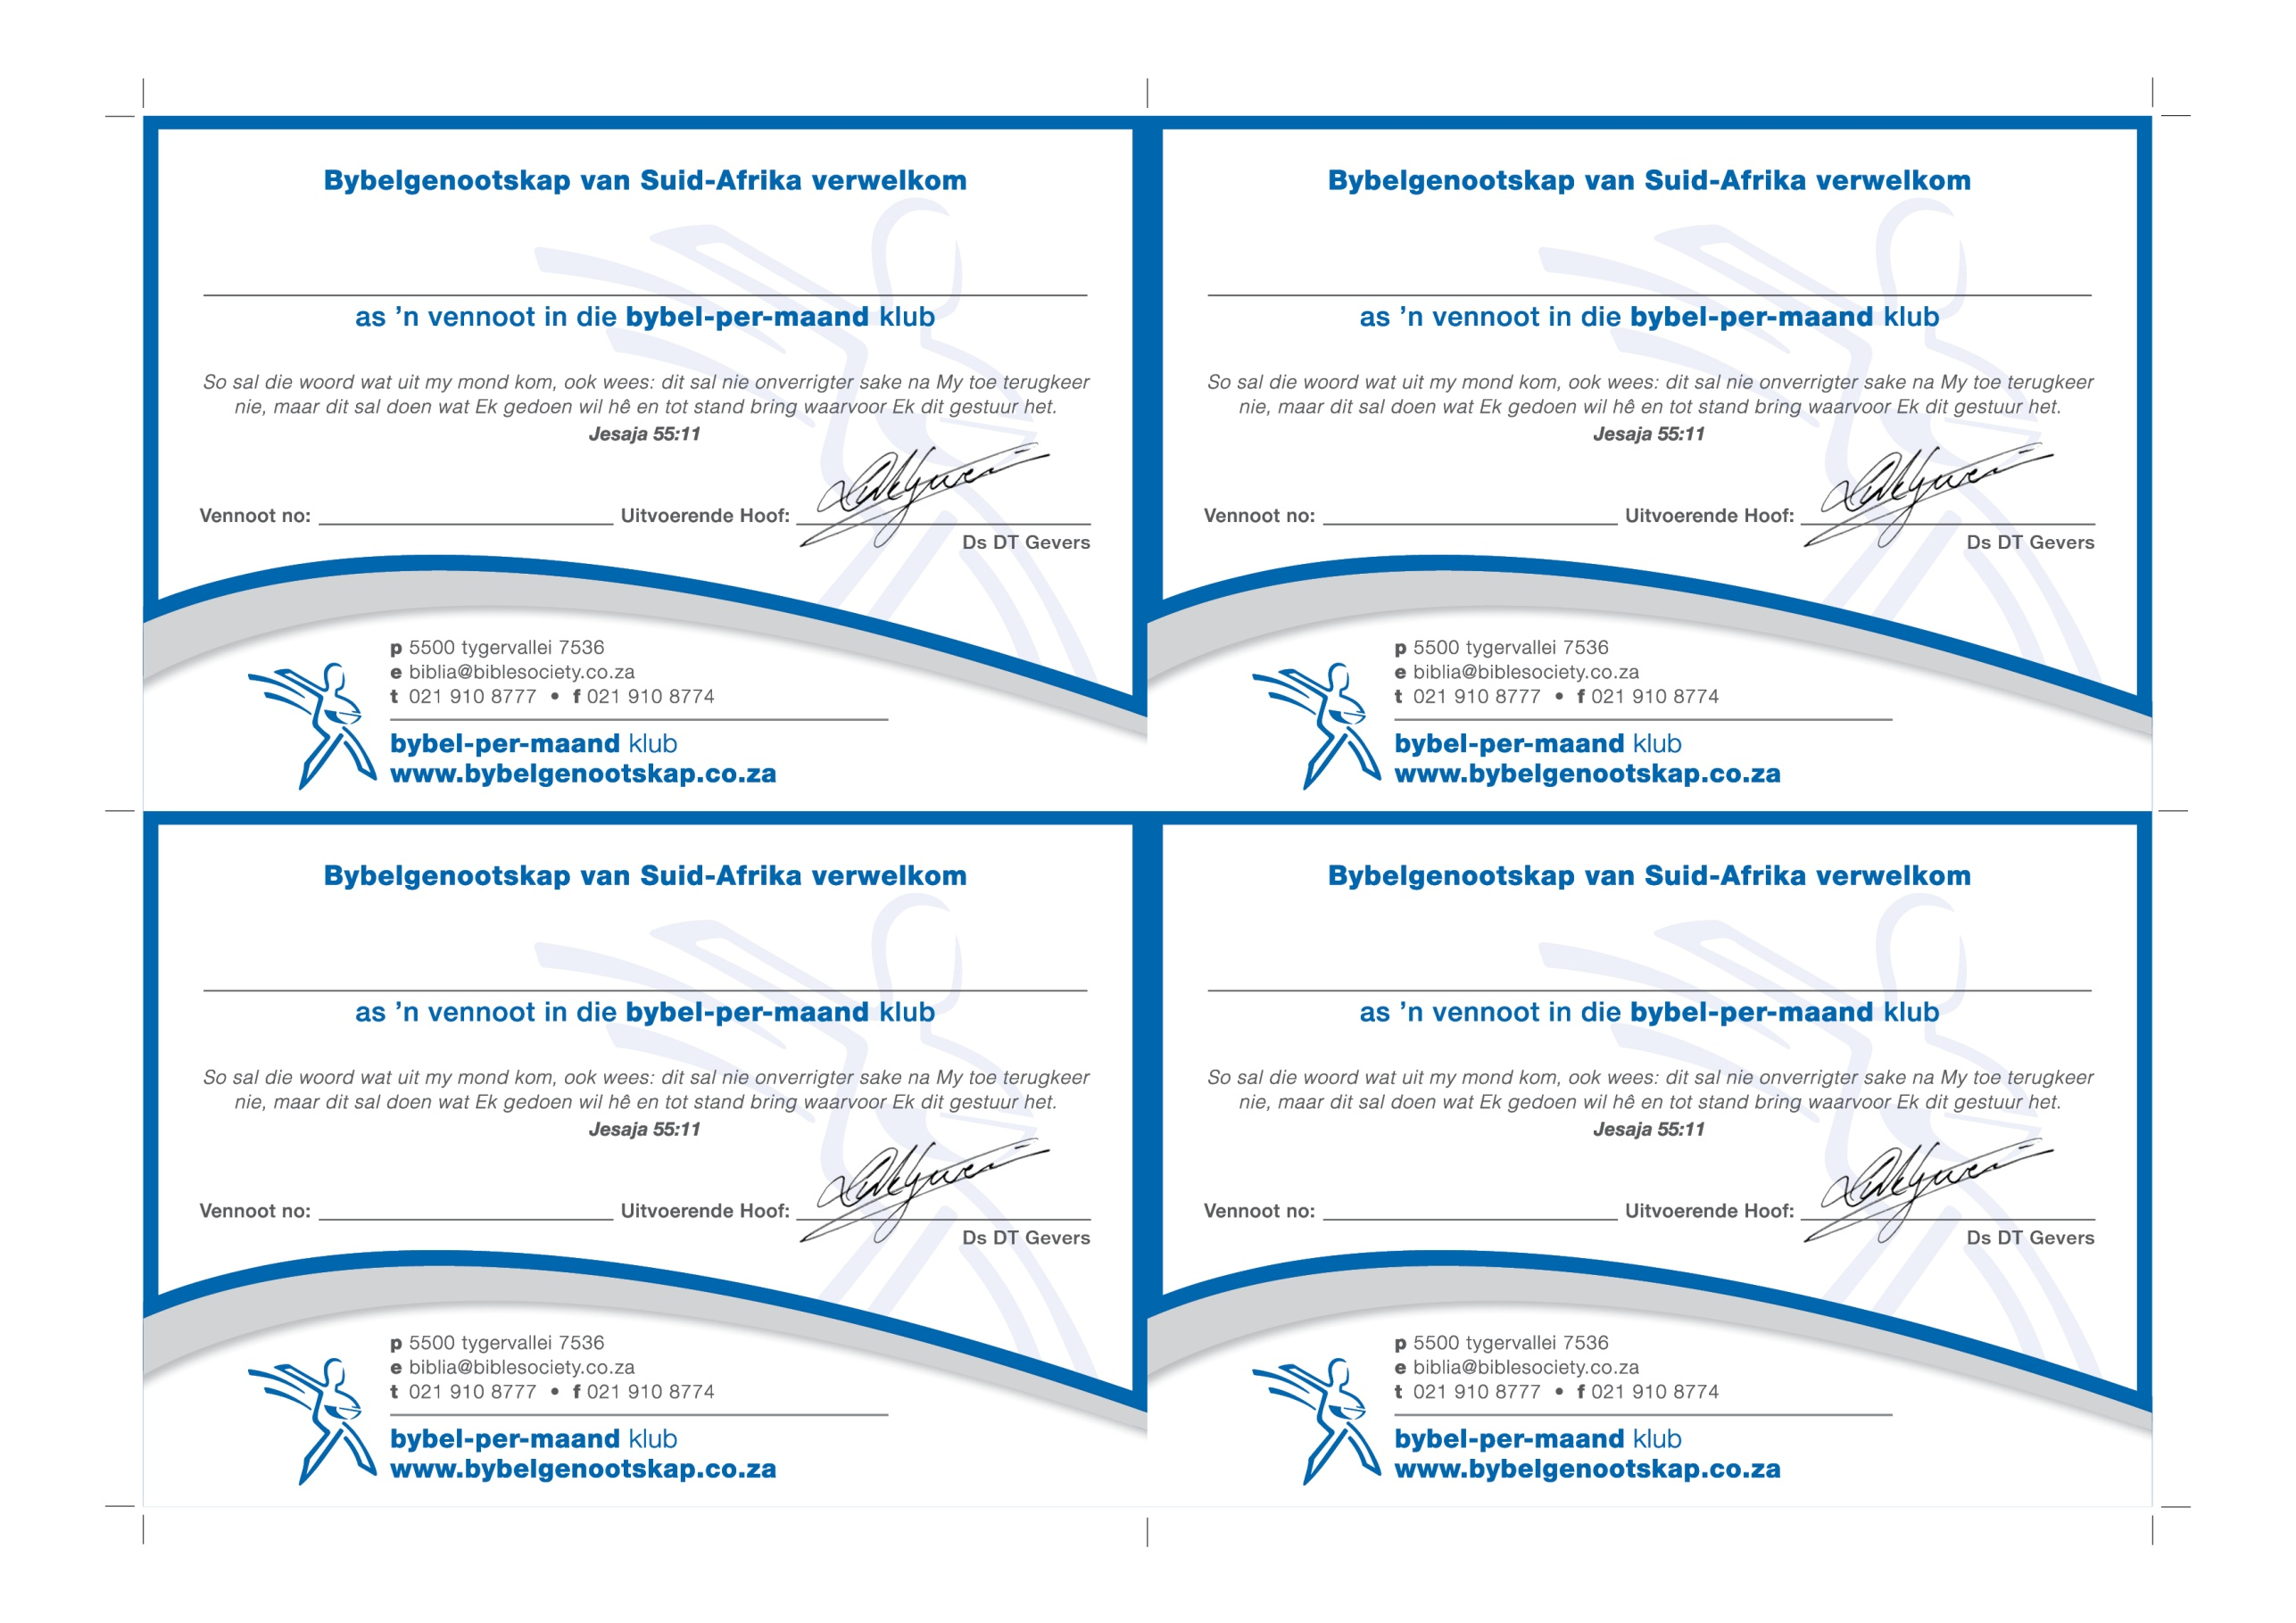 Bybelgenootskap van Suid-Afrika verwelkom
as ’n vennoot in die bybel-per-maand klub
So sal die woord wat uit my mond kom, ook wees: dit sal nie onverrigter sake na My toe terugkeer
nie, maar dit sal doen wat Ek gedoen wil hê en tot stand bring waarvoor Ek dit gestuur het.
Jesaja 55:11
Vennoot no: Uitvoerende Hoof:
Ds DT Gevers
p 5500 tygervallei 7536
e biblia@biblesociety.co.za
t 021 910 8777 • f 021 910 8774
bybel-per-maand klub
www.bybelgenootskap.co.za
Bybelgenootskap van Suid-Afrika verwelkom
as ’n vennoot in die bybel-per-maand klub
So sal die woord wat uit my mond kom, ook wees: dit sal nie onverrigter sake na My toe terugkeer
nie, maar dit sal doen wat Ek gedoen wil hê en tot stand bring waarvoor Ek dit gestuur het.
Jesaja 55:11
Vennoot no: Uitvoerende Hoof:
Ds DT Gevers
p 5500 tygervallei 7536
e biblia@biblesociety.co.za
t 021 910 8777 • f 021 910 8774
bybel-per-maand klub
www.bybelgenootskap.co.za
Bybelgenootskap van Suid-Afrika verwelkom
as ’n vennoot in die bybel-per-maand klub
So sal die woord wat uit my mond kom, ook wees: dit sal nie onverrigter sake na My toe terugkeer
nie, maar dit sal doen wat Ek gedoen wil hê en tot stand bring waarvoor Ek dit gestuur het.
Jesaja 55:11
Vennoot no: Uitvoerende Hoof:
Ds DT Gevers
p 5500 tygervallei 7536
e biblia@biblesociety.co.za
t 021 910 8777 • f 021 910 8774
bybel-per-maand klub
www.bybelgenootskap.co.za
Bybelgenootskap van Suid-Afrika verwelkom
as ’n vennoot in die bybel-per-maand klub
So sal die woord wat uit my mond kom, ook wees: dit sal nie onverrigter sake na My toe terugkeer
nie, maar dit sal doen wat Ek gedoen wil hê en tot stand bring waarvoor Ek dit gestuur het.
Jesaja 55:11
Vennoot no: Uitvoerende Hoof:
Ds DT Gevers
p 5500 tygervallei 7536
e biblia@biblesociety.co.za
t 021 910 8777 • f 021 910 8774
bybel-per-maand klub
www.bybelgenootskap.co.za